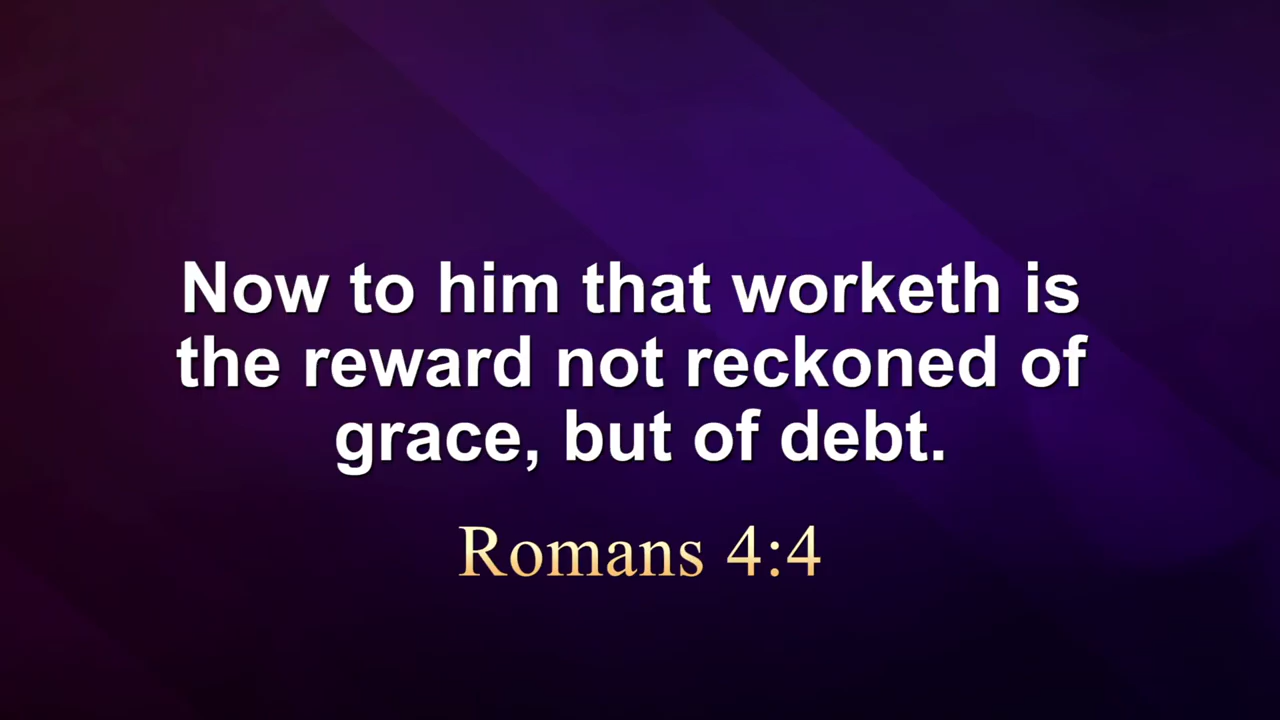 Now to him that worketh is
the reward not reckoned of
grace, but of debt.
Romans 4:4